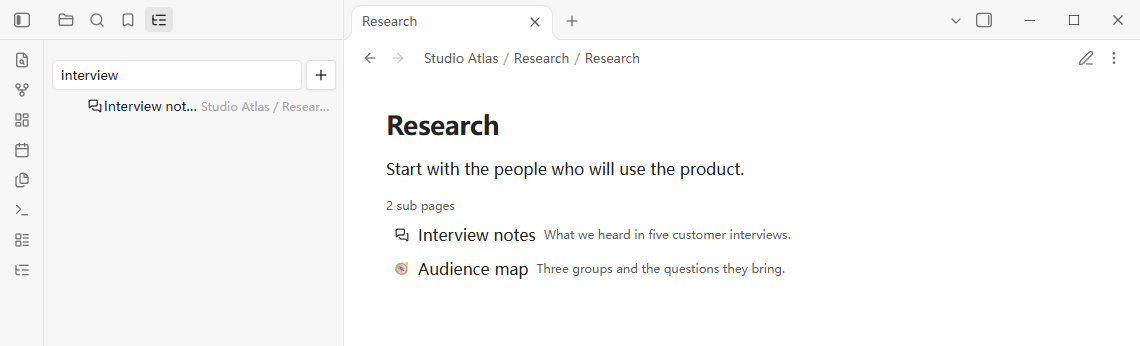 Research
Studio Atlas / Research / Research
interview
Interview not... Studio Atlas / Resear...
Research
Start with the people who will use the product.
2 sub pages
Interview notes What we heard in five customer interviews.
Audience map Three groups and the questions they bring.